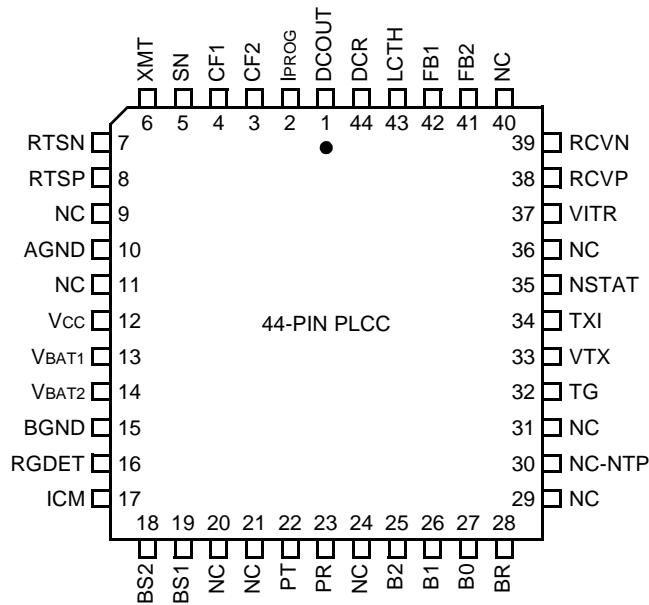 XMT SN CF1 CF2 IPROG DCOUT DCR LCTH FB1 FB2 NC
6 5 4 3 2 1 44 43 42 41 40
RTSN 7 39 RCVN
RTSP 8 38 RCVP
NC 9 37 VITR
AGND 10 36 NC
NC 11 35 NSTAT
VCC 12 44-PIN PLCC 34 TXI
VBAT1 13 33 VTX
VBAT2 14 32 TG
BGND 15 31 NC
RGDET 16 30 NC-NTP
ICM 17 29 NC
18 19 20 21 22 23 24 25 26 27 28
BS2 BS1 NC NC PT PR NC B2 B1 B0 BR